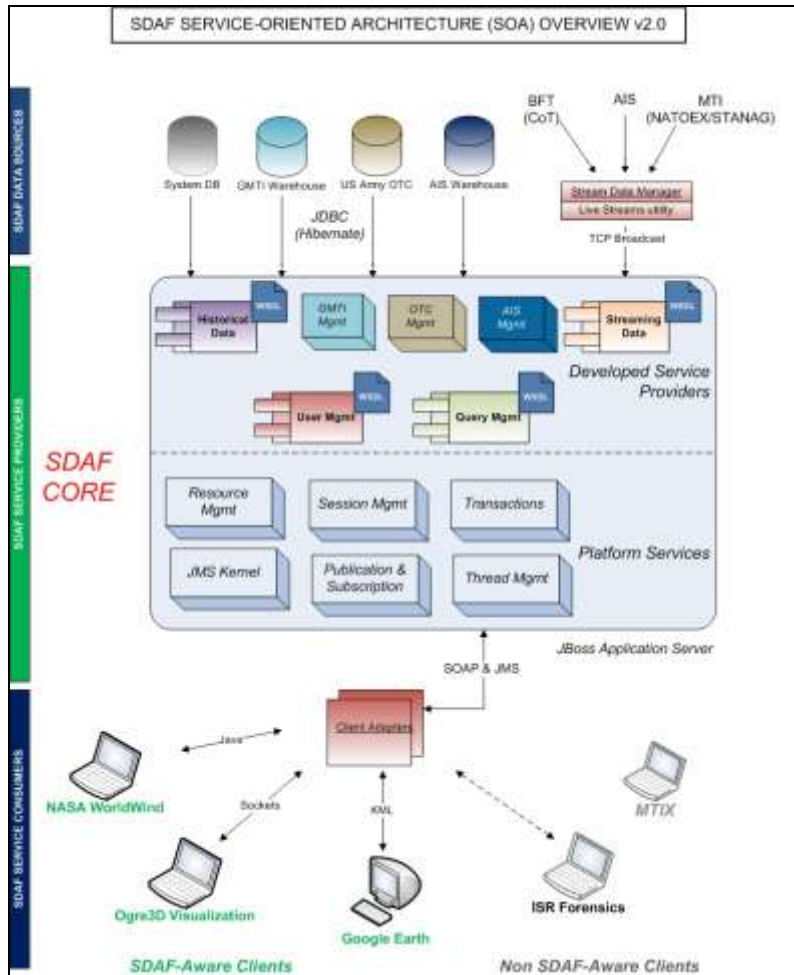 SDAF SERVICE-ORIENTED ARCHITECTURE (SOA) OVERVIEW v2.0
SDAF DATA SOURCES
System DB
GMTI Warehouse
US Army OTC
AIS Warehouse
BFT
(CoT)
AIS
MTI
(NATOEX/STANAG)
Stream Data Manager
Live Streams utility
JDBC
(Hibernate)
TCP Broadcast
SDAF SERVICE PROVIDERS
SDAF
CORE
Historical
Data
WSDL
GMTI
Mgmt
OTC
Mgmt
AIS
Mgmt
Streaming
Data
WSDL
Developed Service
Providers
User Mgmt
WSDL
Query Mgmt
WSDL
Resource
Mgmt
Session Mgmt
Transactions
Platform Services
JMS Kernel
Publication &
Subscription
Thread Mgmt
JBoss Application Server
SOAP & JMS
SDAF SERVICE CONSUMERS
Client Adapters
Java
NASA WorldWind
Sockets
KML
MTIX
Ogre3D Visualization
Google Earth
ISR Forensics
SDAF-Aware Clients
Non SDAF-Aware Clients